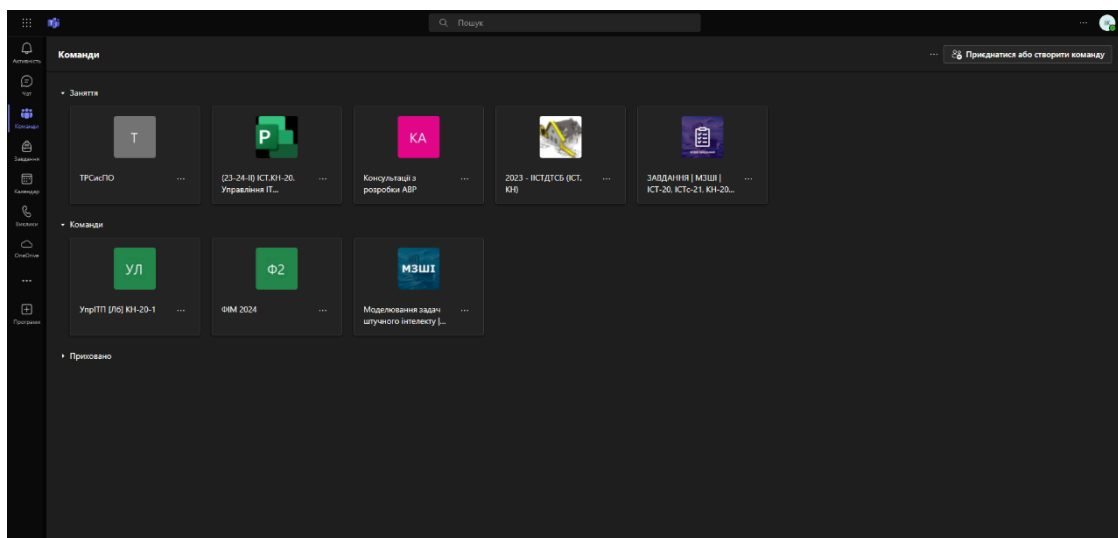 Пошук
Активність
Чат
Команди
Завдання
Календар
Виклики
OneDrive
Програми
Команди
Приєднатися або створити команду
Заняття
Т
ТРСисПО
(23-24-ІІ) ІСТ.КН-20.
Управління ІТ...
КА
Консультації з
розробки АВР
2023 - ІІСТДТСБ (ІСТ,
КН)
ЗАВДАННЯ | МЗШІ |
ІСТ-20, ІСТс-21, КН-20...
Команди
УЛ
УпрІТП [Лб] КН-20-1
Ф2
ФІМ 2024
МЗШІ
Моделювання задач
штучного інтелекту |...
Приховано